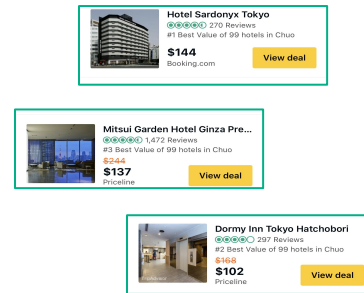 Hotel Sardonyx Tokyo
270 Reviews
#1 Best Value of 99 hotels in Chuo
$144
Booking.com
View deal
Mitsui Garden Hotel Ginza Pre...
1,472 Reviews
#3 Best Value of 99 hotels in Chuo
$244
$137
Priceline
View deal
Dormy Inn Tokyo Hatchobori
297 Reviews
#2 Best Value of 99 hotels in Chuo
$168
$102
Priceline
View deal